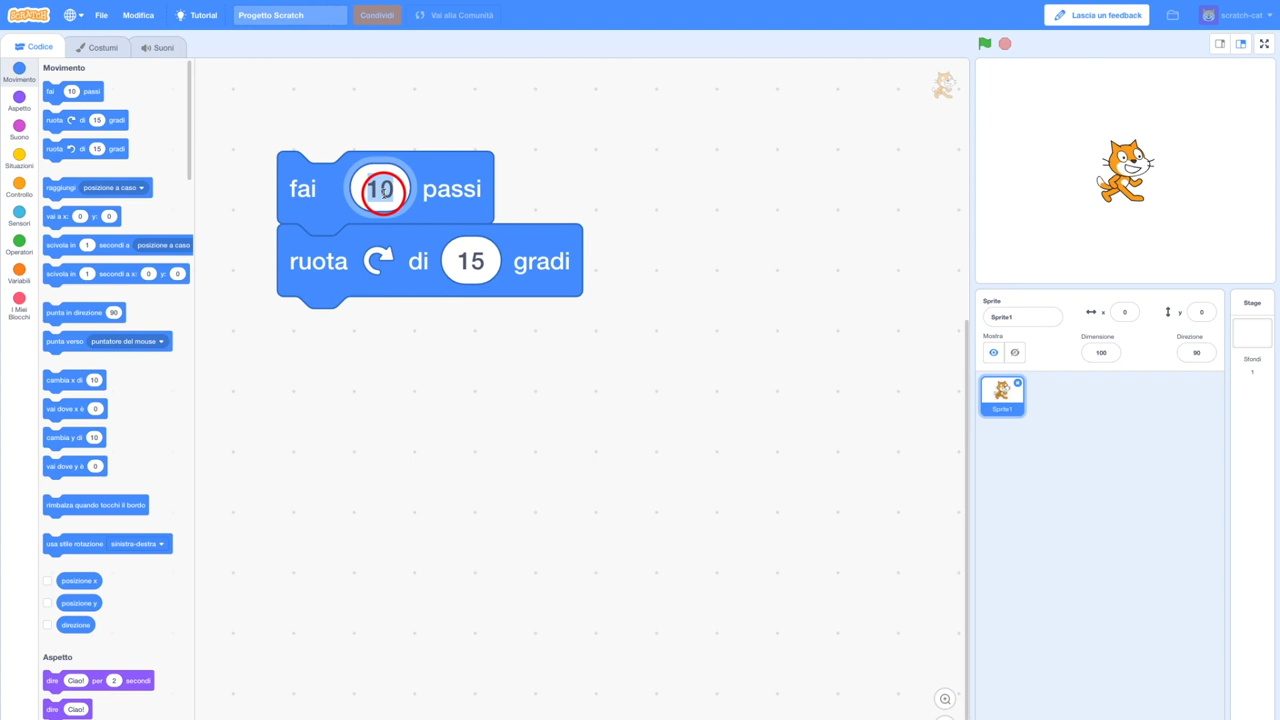 SCRATCH
File
Modifica
Tutorial
Progetto Scratch
Condividi
Vai alla Comunità
Lascia un feedback
scratch-cat
Codice
Costumi
Suoni
Movimento
Aspetto
Suono
Situazioni
Controllo
Sensori
Operatori
Variabili
I Miei
Blocchi
Movimento
fai 10 passi
ruota di 15 gradi
ruota di 15 gradi
raggiungi posizione a caso
vai a x: 0 y: 0
scivola in 1 secondi a posizione a caso
scivola in 1 secondi a x: 0 y: 0
punta in direzione 90
punta verso puntatore del mouse
cambia x di 10
vai dove x è 0
cambia y di 10
vai dove y è 0
rimbalza quando tocchi il bordo
usa stile rotazione sinistra-destra
posizione x
posizione y
direzione
Aspetto
dire Ciao! per 2 secondi
dire Ciao!
fai 10 passi
ruota di 15 gradi
Sprite
Sprite1
x 0
y 0
Mostra
Dimensione
100
Direzione
90
Sprite1
Stage
Sfondi
1